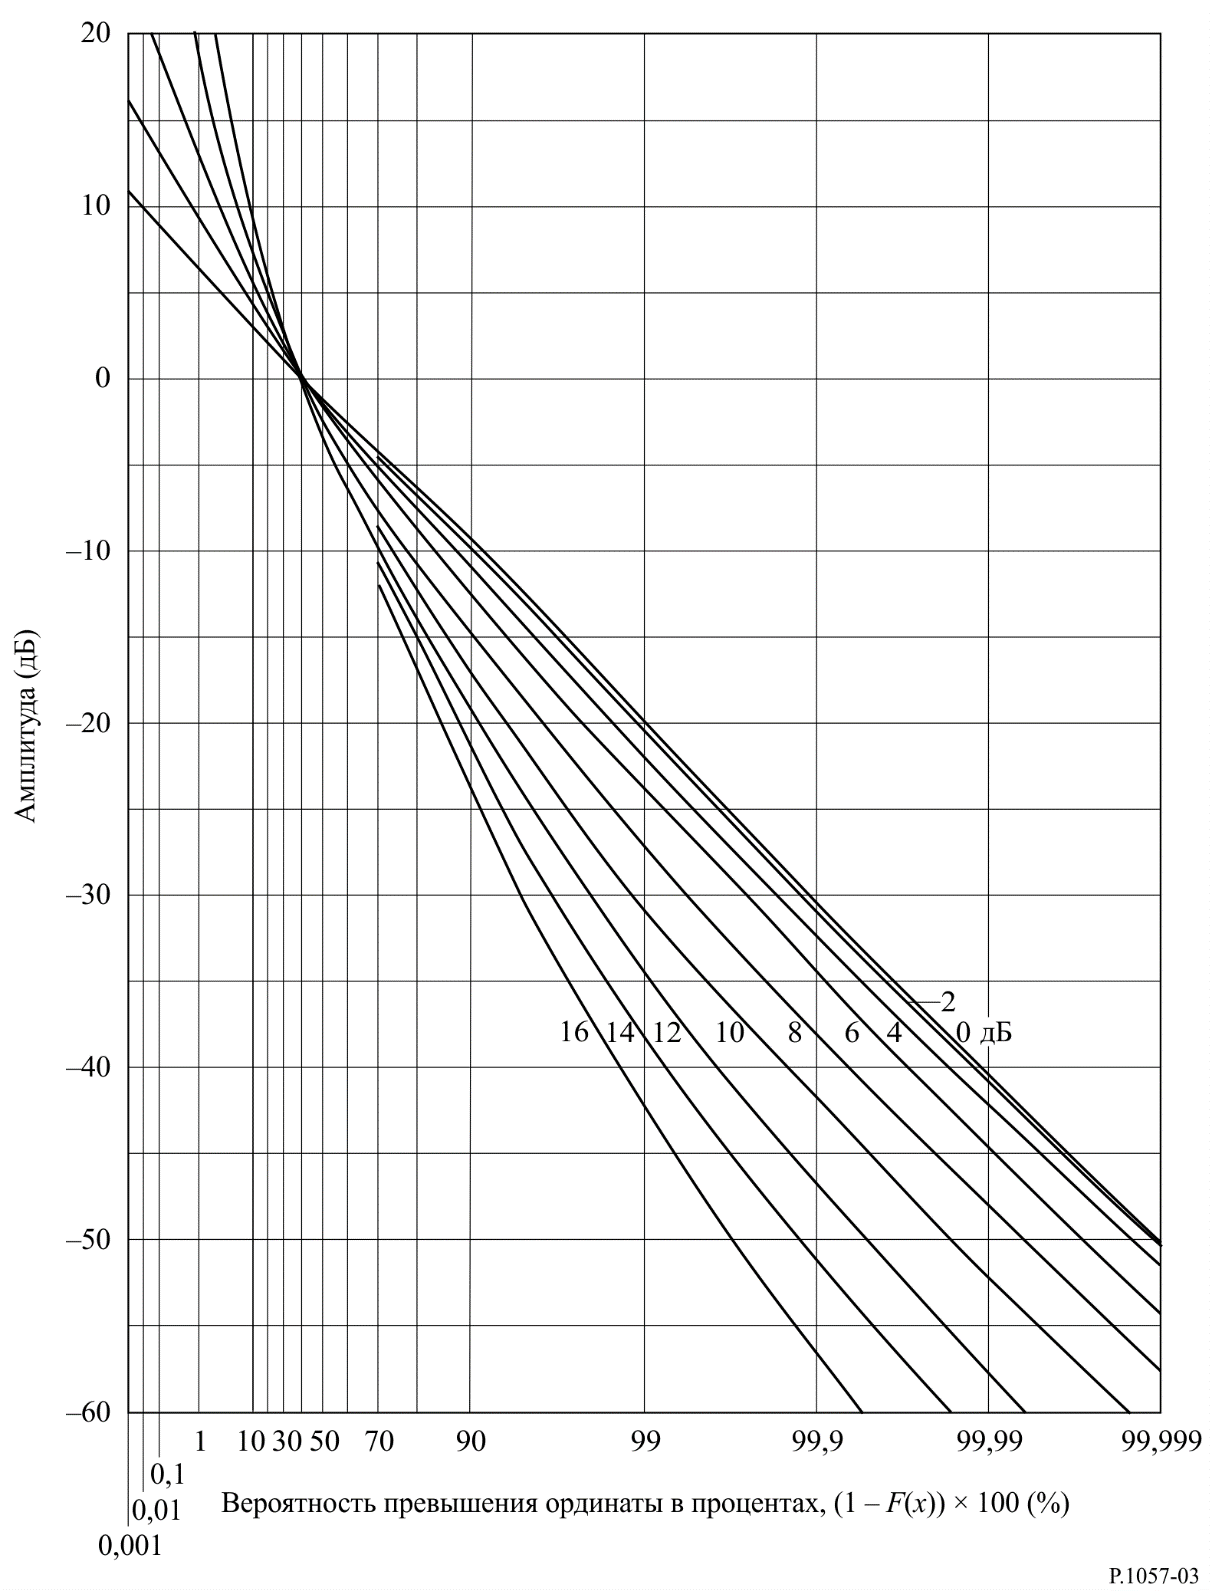 20
10
0
–10
–20
–30
–40
–50
–60
Амплитуда (дБ)
2
16 14 12 10 8 6 4 0 дБ
1 10 30 50 70 90 99 99,9 99,99 99,999
0,1
0,01
0,001
Вероятность превышения ординаты в процентах, (1 – F(x)) × 100 (%)
P.1057-03